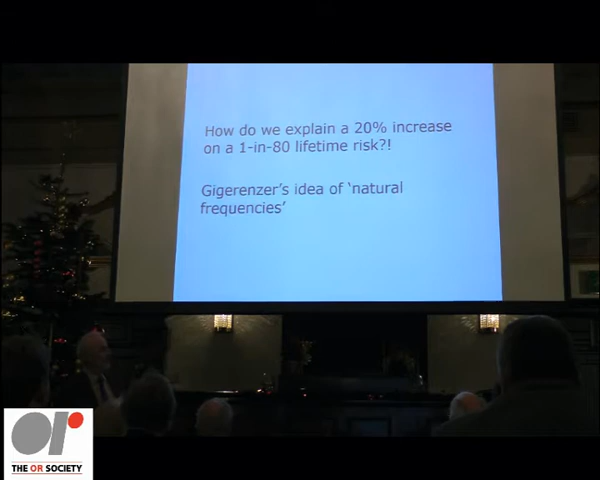 How do we explain a 20% increase
on a 1-in-80 lifetime risk?!
Gigerenzer's idea of 'natural
frequencies'
or
THE OR SOCIETY